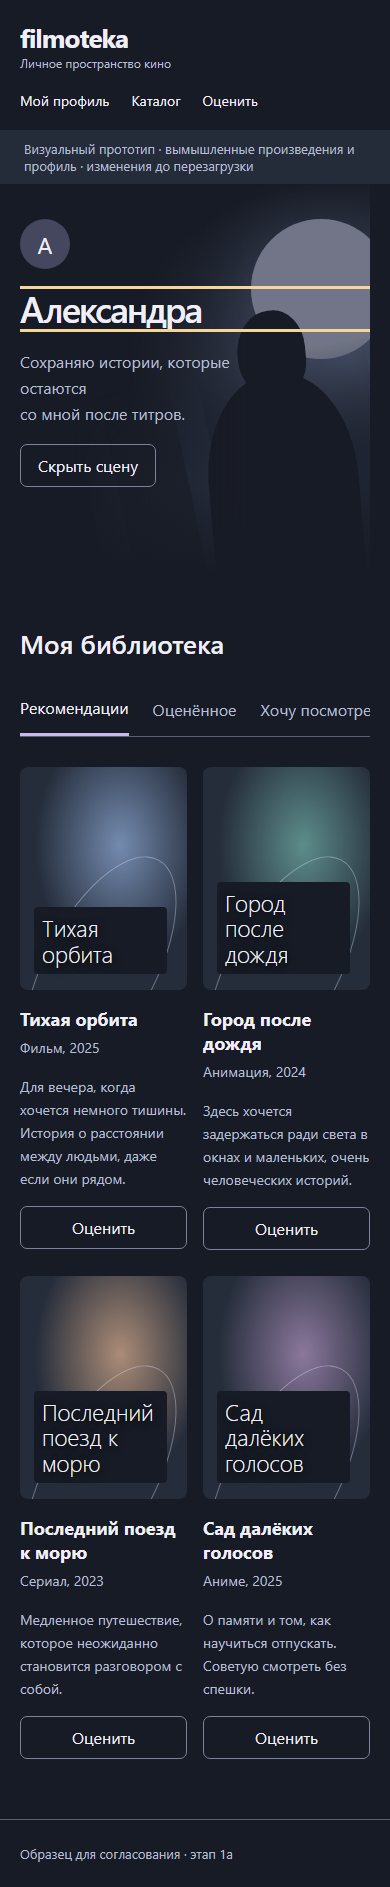 filmoteka
Личное пространство кино
Мой профиль Каталог Оценить
Визуальный прототип · вымышленные произведения и
профиль · изменения до перезагрузки
А
Александра
Сохраняю истории, которые
остаются
со мной после титров.
Скрыть сцену
Моя библиотека
Рекомендации Оценённое Хочу посмотре
Тихая
орбита
Тихая орбита
Фильм, 2025
Для вечера, когда
хочется немного тишины.
История о расстоянии
между людьми, даже
если они рядом.
Оценить
Город
после
дождя
Город после
дождя
Анимация, 2024
Здесь хочется
задержаться ради света в
окнах и маленьких, очень
человеческих историй.
Оценить
Последний
поезд к
морю
Последний поезд
к морю
Сериал, 2023
Медленное путешествие,
которое неожиданно
становится разговором с
собой.
Оценить
Сад
далёких
голосов
Сад далёких
голосов
Аниме, 2025
О памяти и том, как
научиться отпускать.
Советую смотреть без
спешки.
Оценить
Образец для согласования · этап 1а